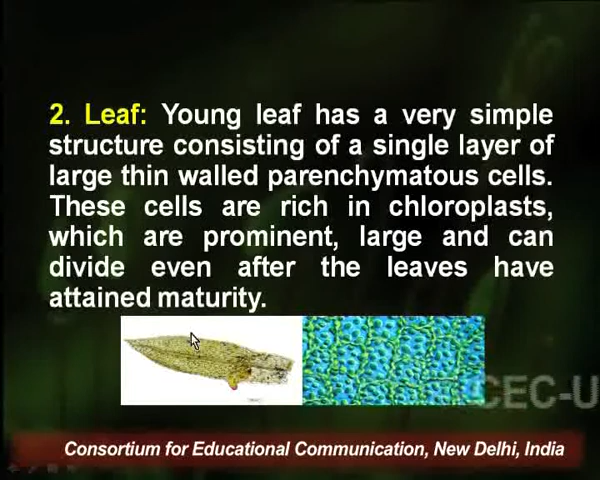 2. Leaf: Young leaf has a very simple
structure consisting of a single layer of
large thin walled parenchymatous cells.
These cells are rich in chloroplasts,
which are prominent, large and can
divide even after the leaves have
attained maturity.
CEC-U
Consortium for Educational Communication, New Delhi, India